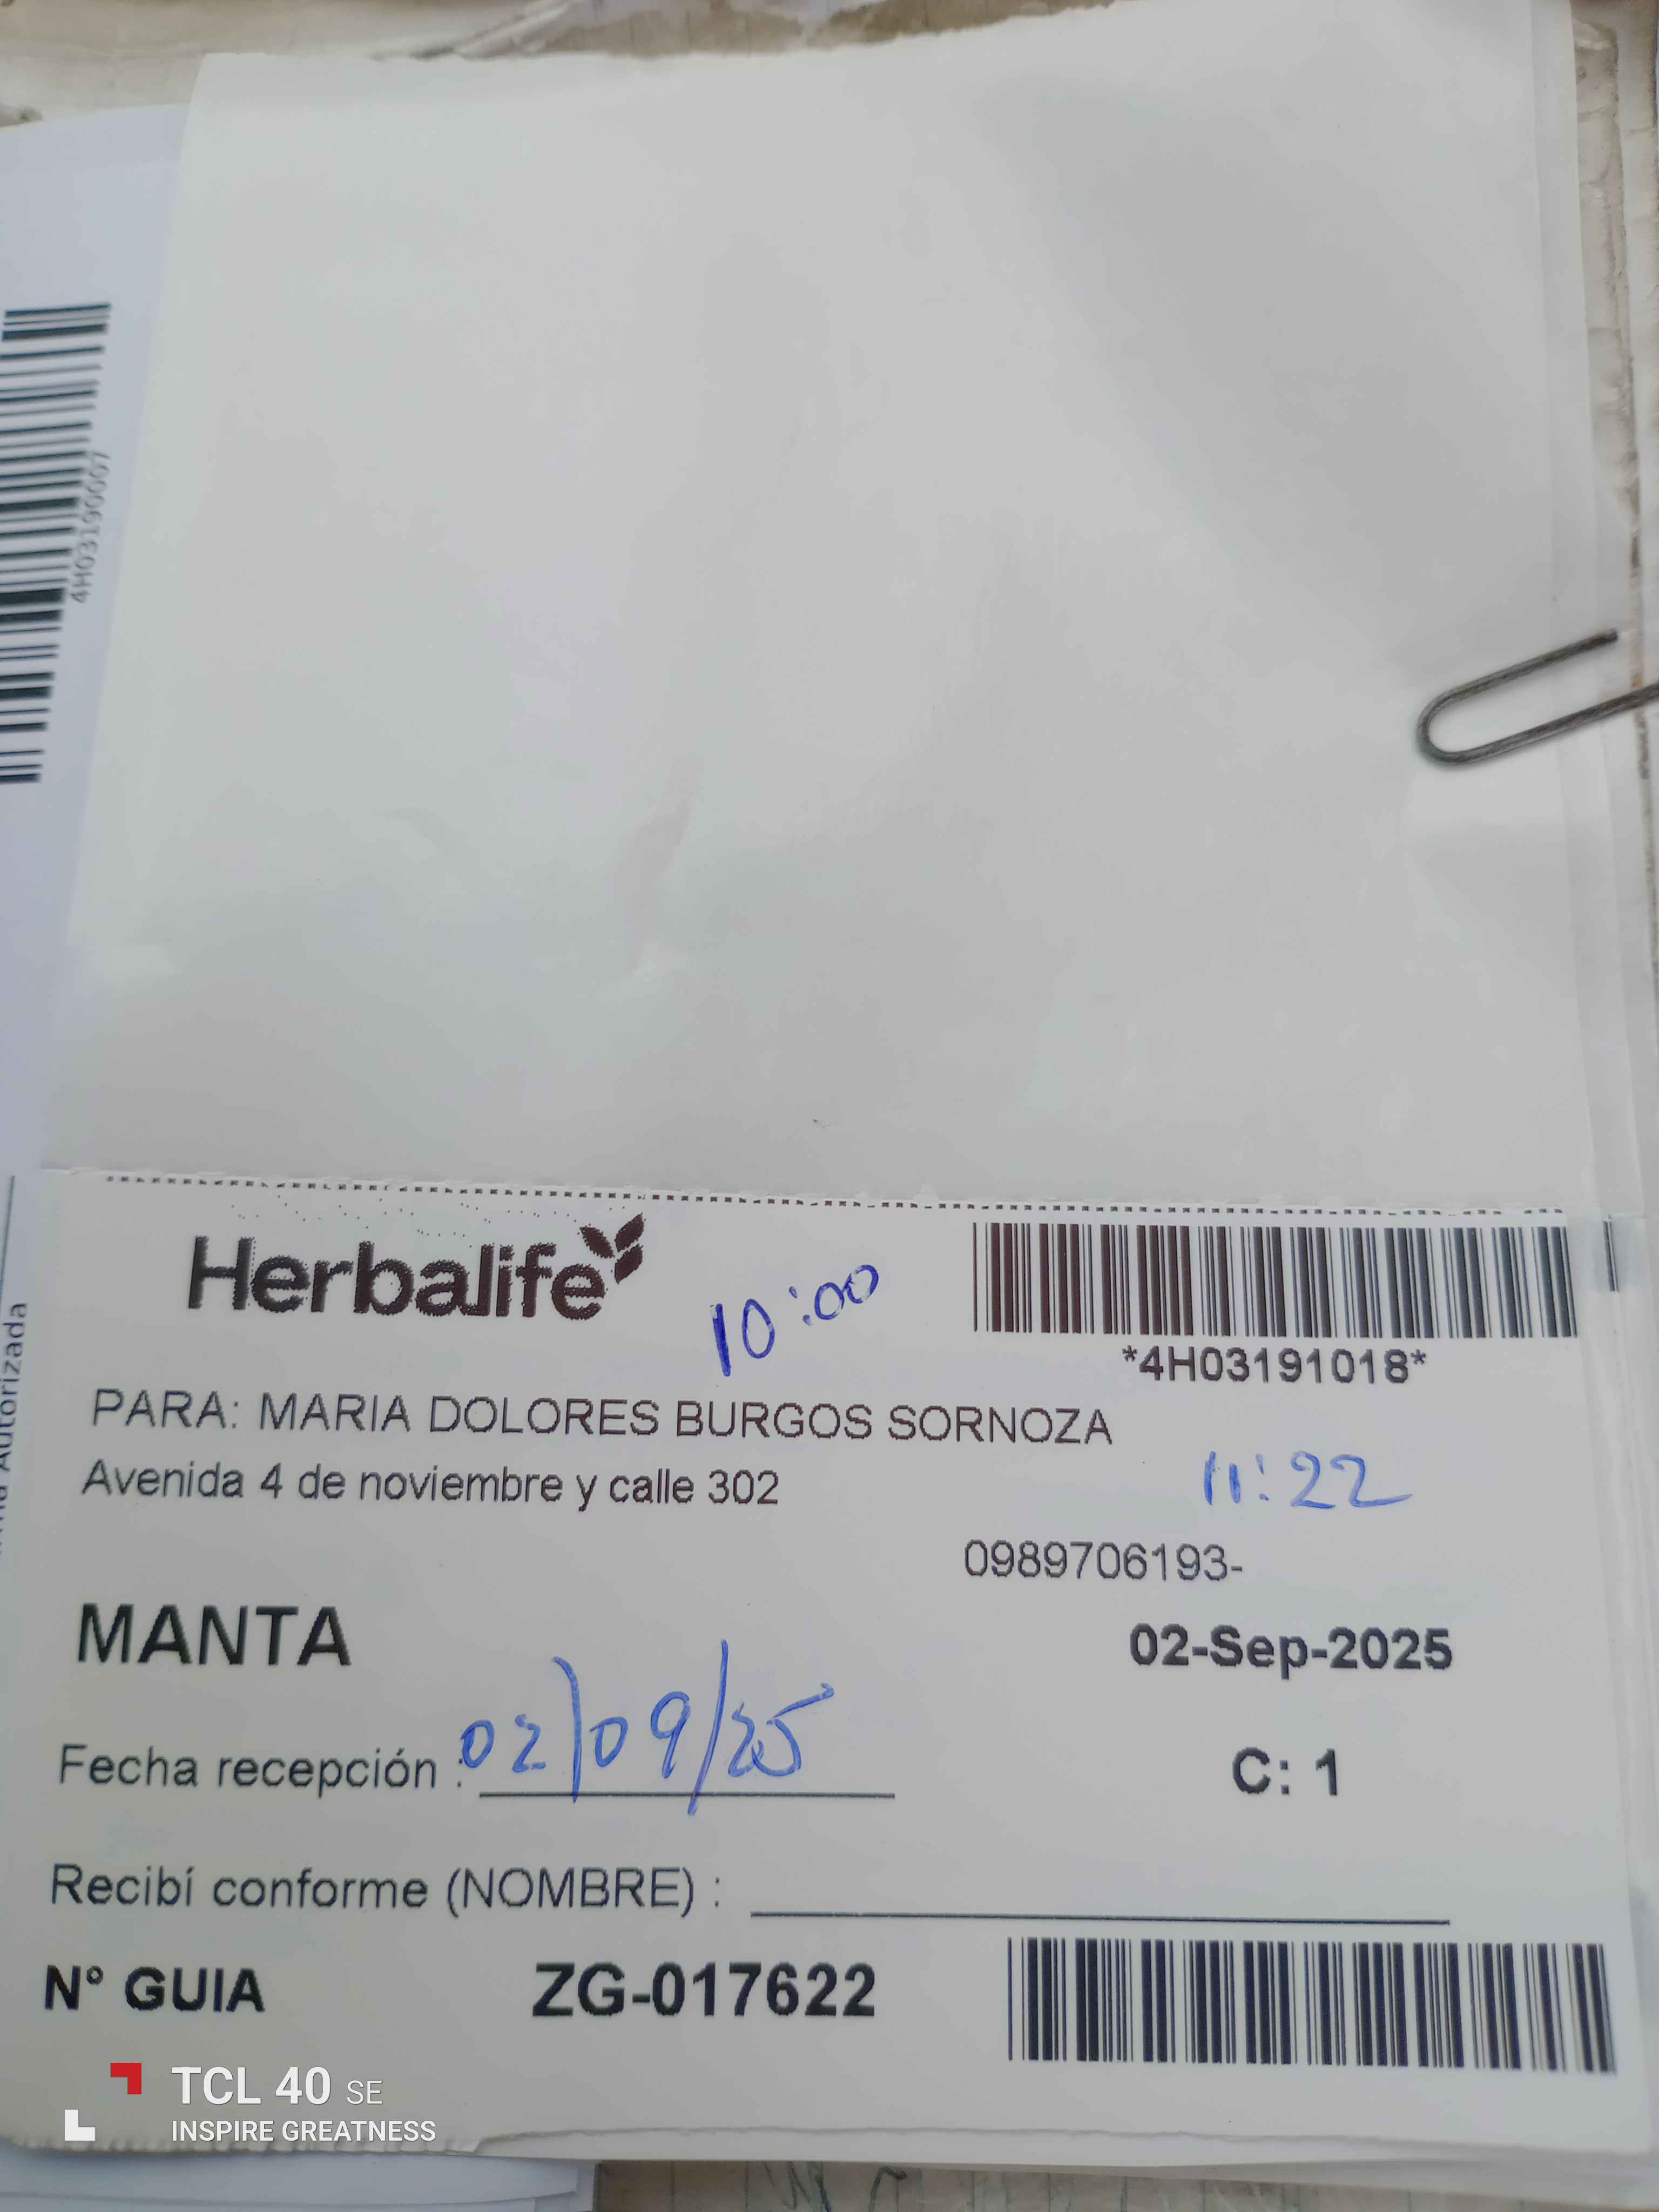 4H03190007
Autorizada
Herbalife
10:00
*4H03191018*
PARA: MARIA DOLORES BURGOS SORNOZA
Avenida 4 de noviembre y calle 302
11:22
0989706193-
MANTA
02-Sep-2025
Fecha recepción : 02/09/25
C: 1
Recibí conforme (NOMBRE) :
N° GUIA ZG-017622
TCL 40 SE
INSPIRE GREATNESS